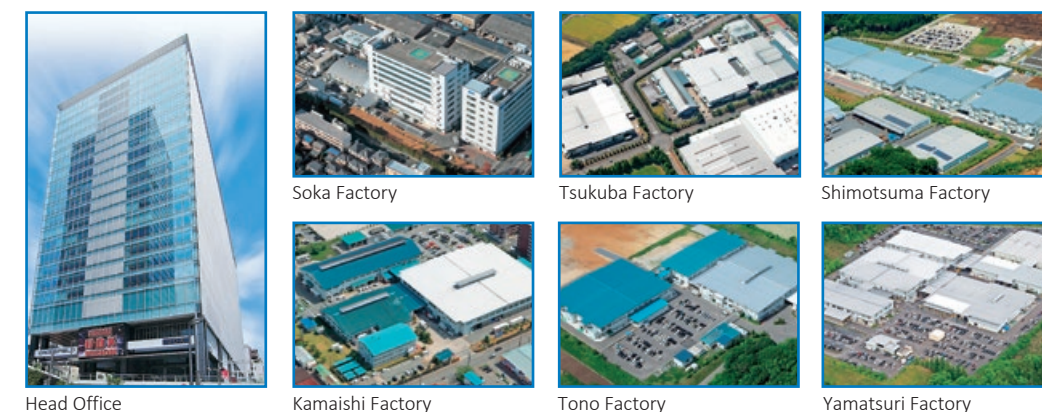 Soka Factory
Tsukuba Factory
Shimotsuma Factory
Head Office
Kamaishi Factory
Tono Factory
Yamatsuri Factory